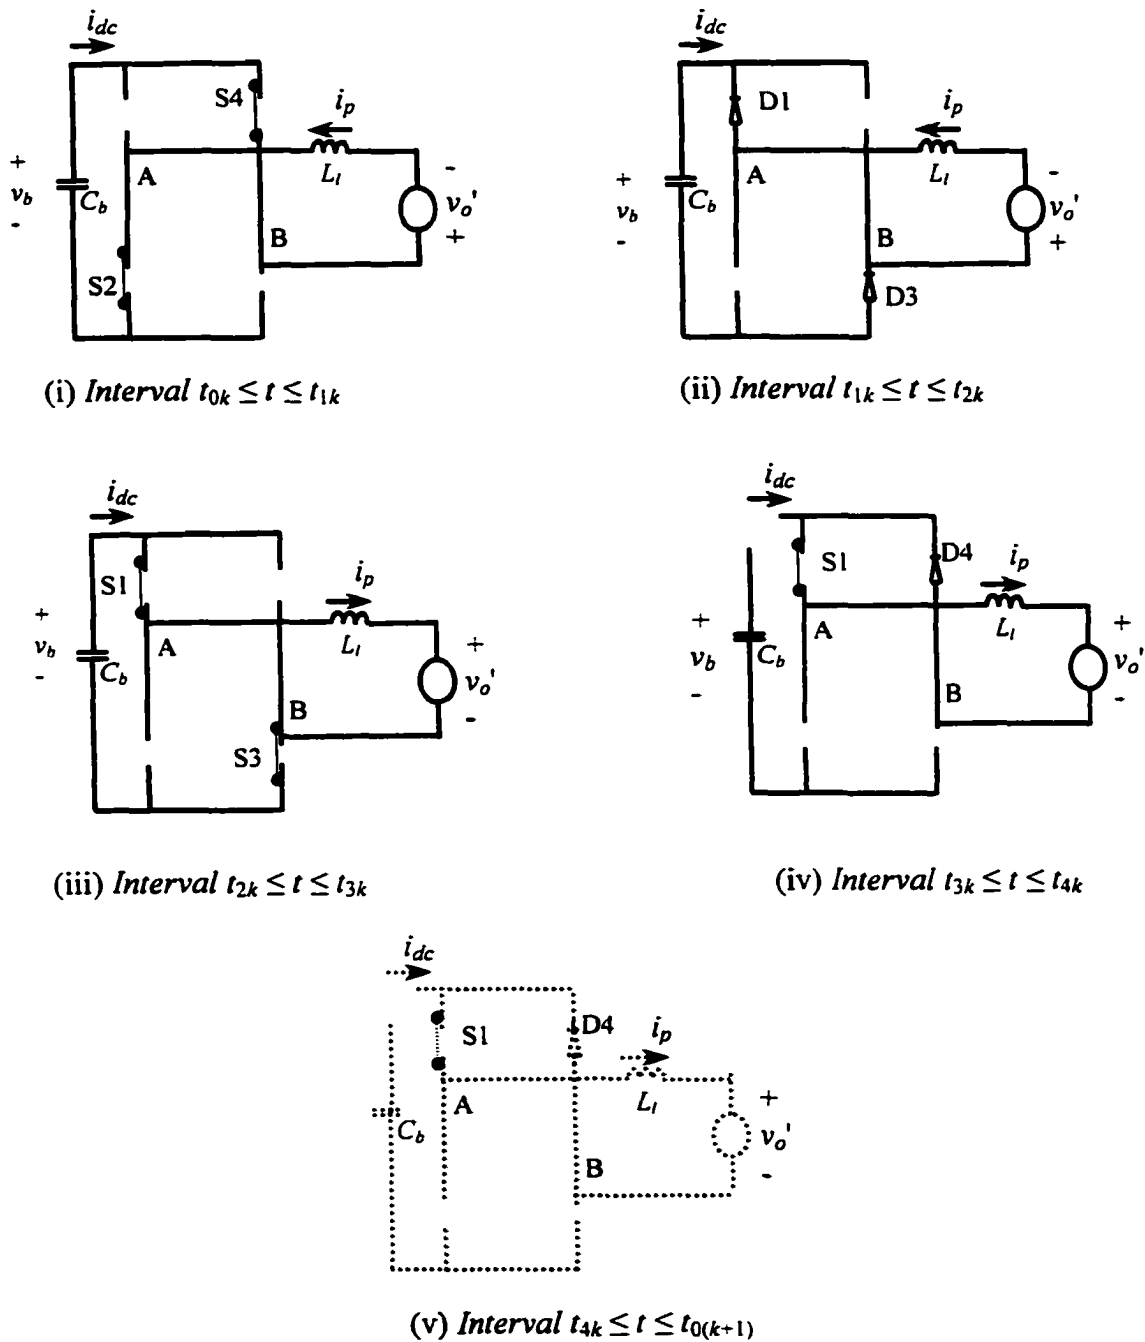 i_dc
S4
i_p
A
L_l
+
v_b
-
C_b
-
v_o'
+
B
S2
(i) Interval t_0k ≤ t ≤ t_1k
i_dc
D1
i_p
A
L_l
+
v_b
-
C_b
-
v_o'
+
B
D3
(ii) Interval t_1k ≤ t ≤ t_2k
i_dc
S1
i_p
A
L_l
+
v_b
-
C_b
+
v_o'
-
B
S3
(iii) Interval t_2k ≤ t ≤ t_3k
i_dc
S1
D4
i_p
A
L_l
+
v_b
-
C_b
+
v_o'
-
B
(iv) Interval t_3k ≤ t ≤ t_4k
i_dc
S1
D4
i_p
A
L_l
C_b
+
v_o'
-
B
(v) Interval t_4k ≤ t ≤ t_0(k+1)